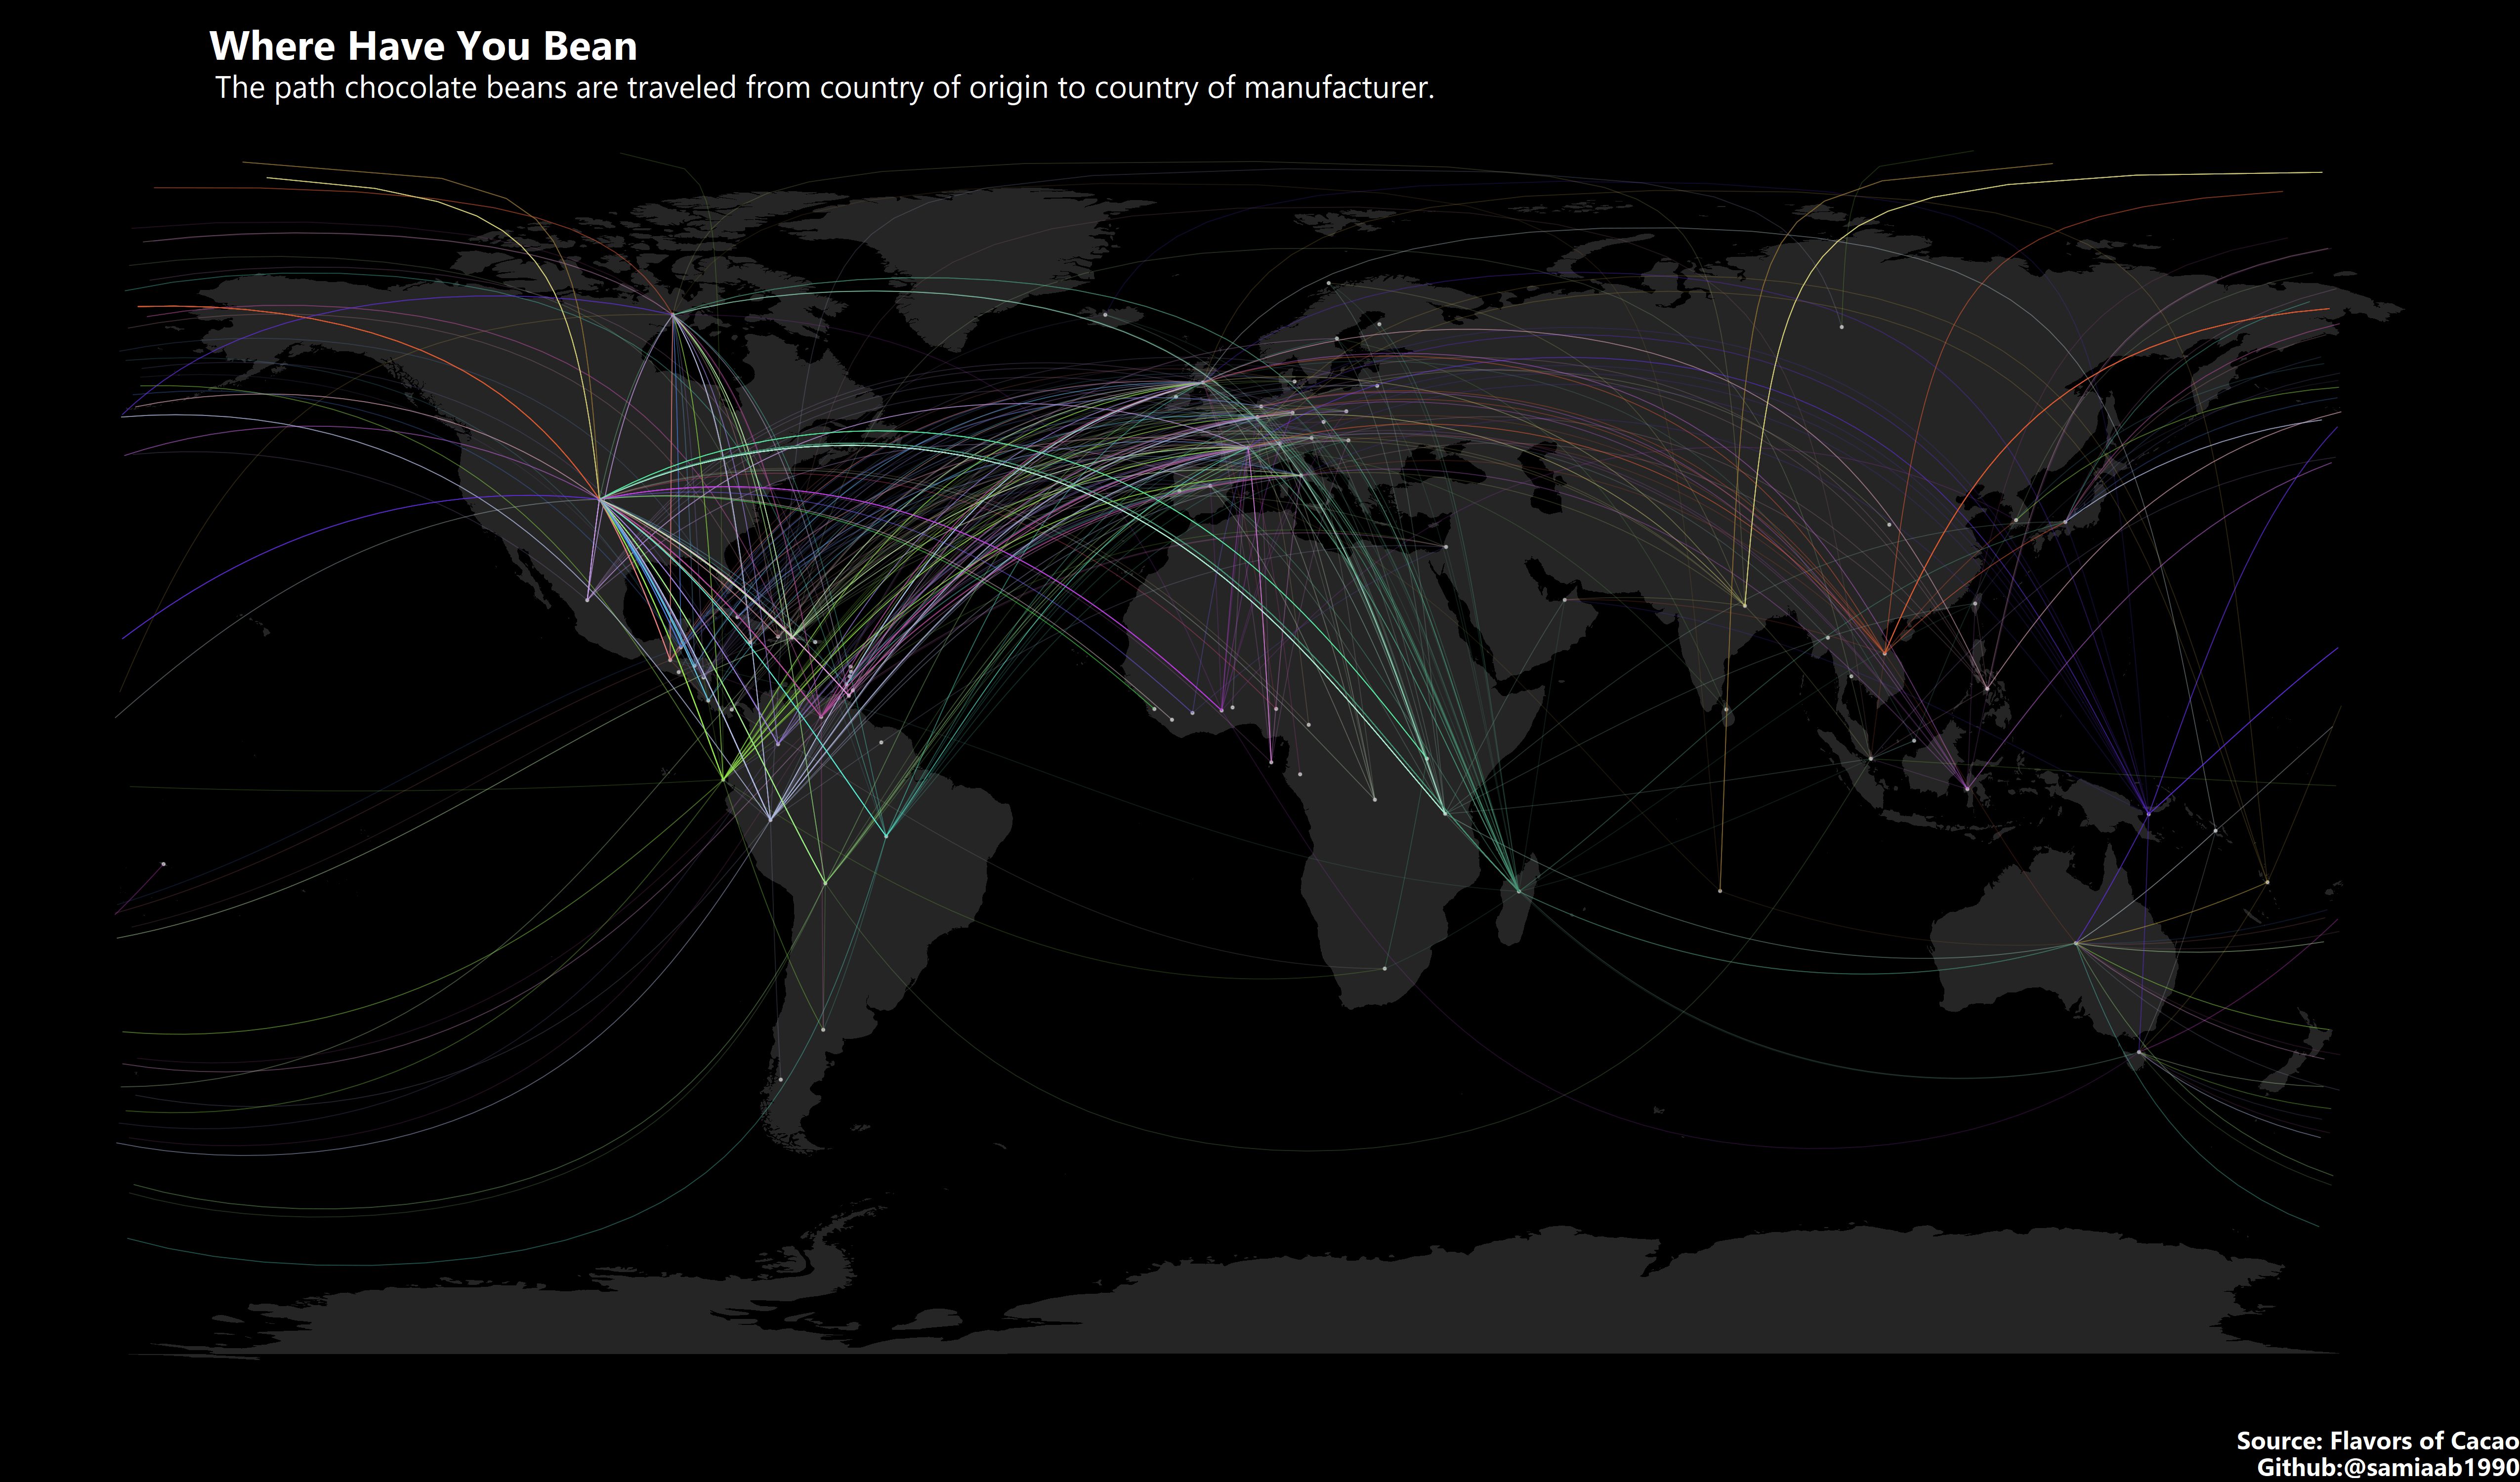 Where Have You Bean
The path chocolate beans are traveled from country of origin to country of manufacturer.
Source: Flavors of Cacao
Github:@samiaab1990